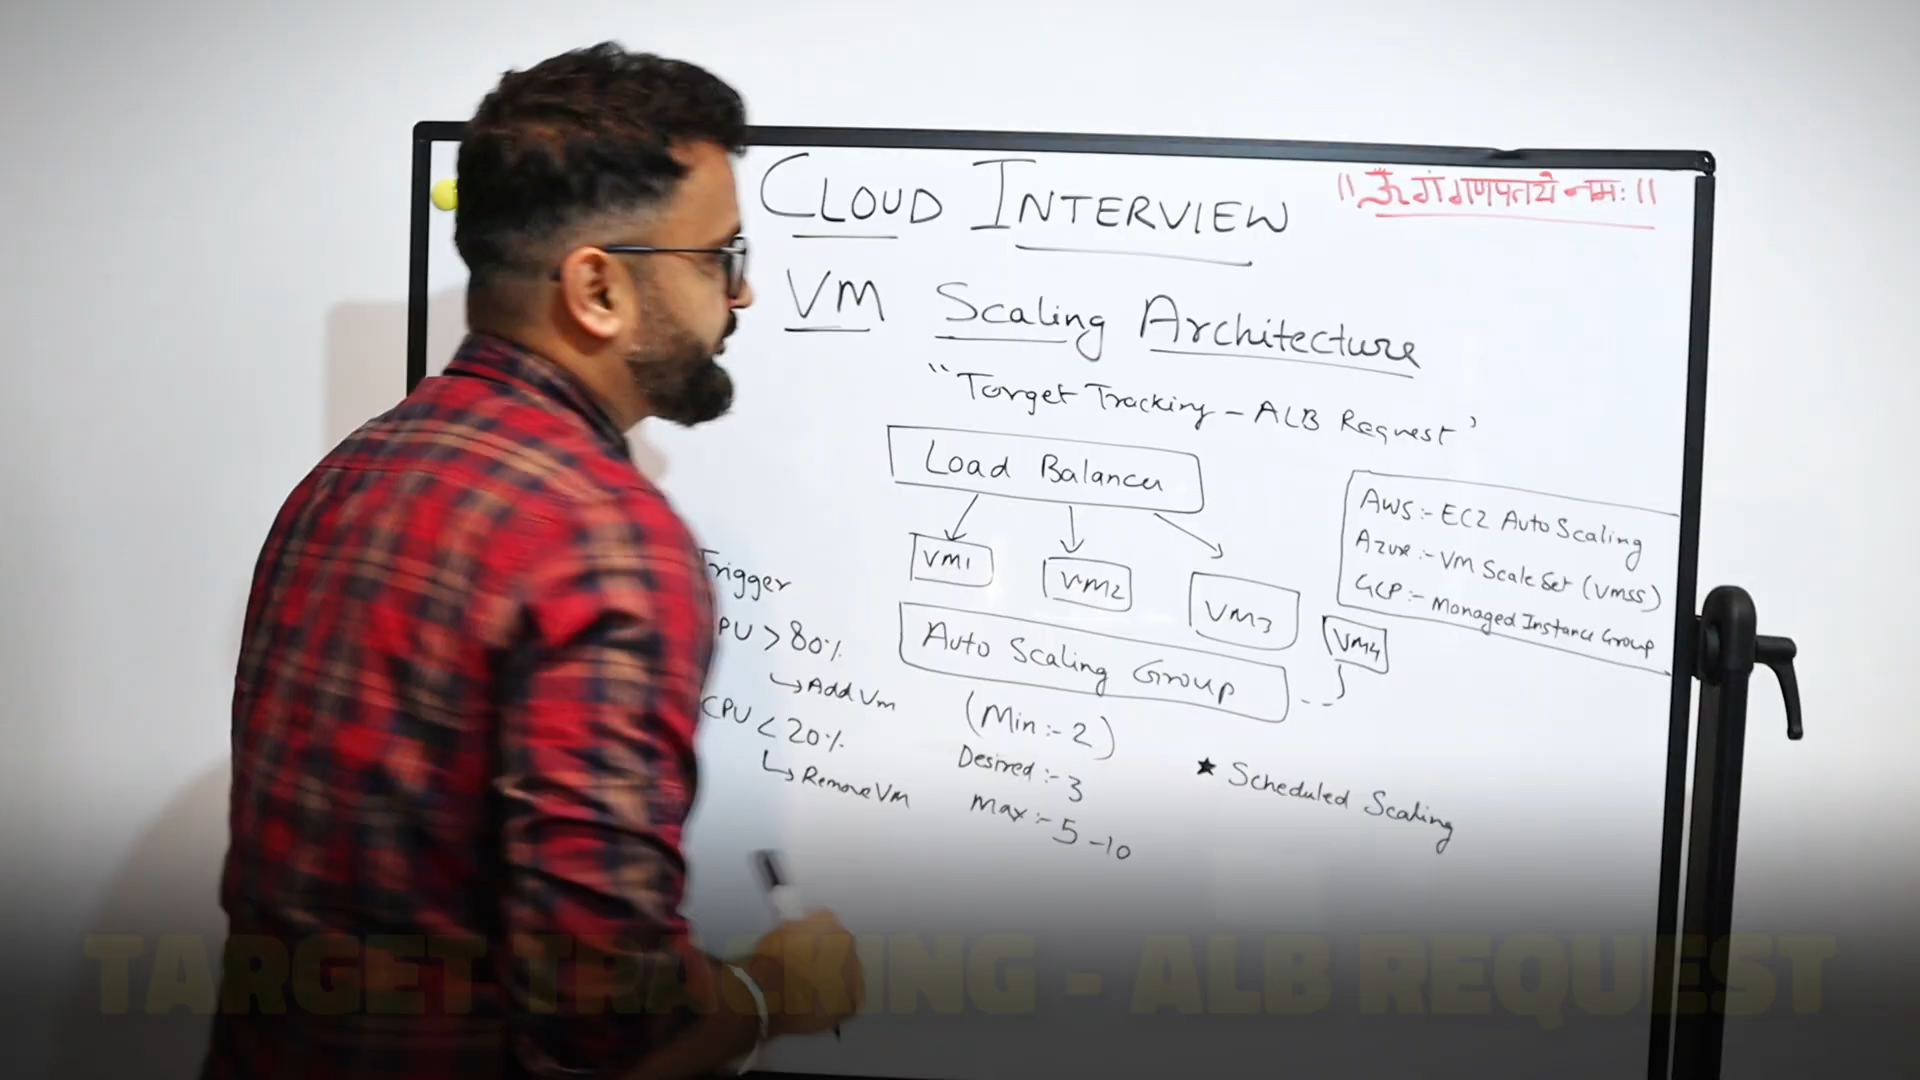 CLOUD INTERVIEW
|| ॐ गं गणपतये नमः ||
VM Scaling Architecture
"Target Tracking - ALB Request"
Load Balancer
VM1
VM2
VM3
VM4
Auto Scaling Group
AWS :- EC2 Auto Scaling
Azure :- VM Scale Set (VMSS)
GCP :- Managed Instance Group
Trigger
PU > 80%
↳ Add VM
CPU < 20%
↳ Remove VM
(Min :- 2)
Desired :- 3
Max :- 5 - 10
★ Scheduled Scaling
TARGET TRACKING - ALB REQUEST